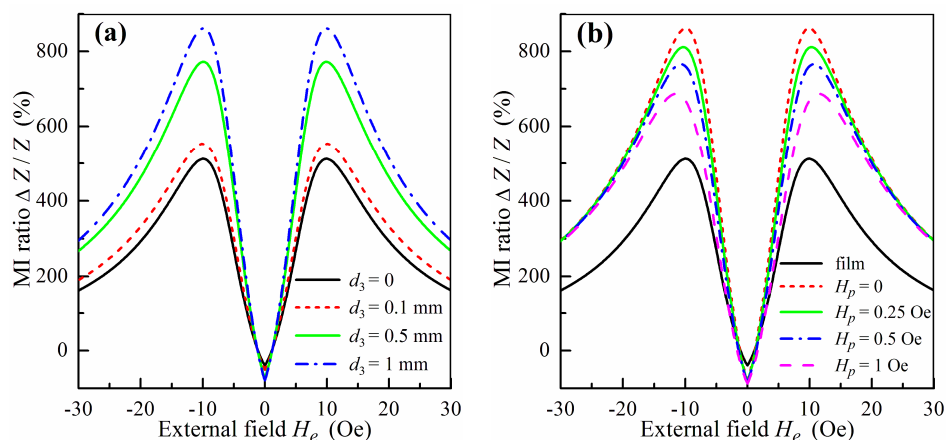 (a)
MI ratio Δ Z / Z (%)
800
600
400
200
0
-30 -20 -10 0 10 20 30
External field He (Oe)
d3 = 0
d3 = 0.1 mm
d3 = 0.5 mm
d3 = 1 mm
(b)
MI ratio Δ Z / Z (%)
800
600
400
200
0
-30 -20 -10 0 10 20 30
External field He (Oe)
film
Hp = 0
Hp = 0.25 Oe
Hp = 0.5 Oe
Hp = 1 Oe